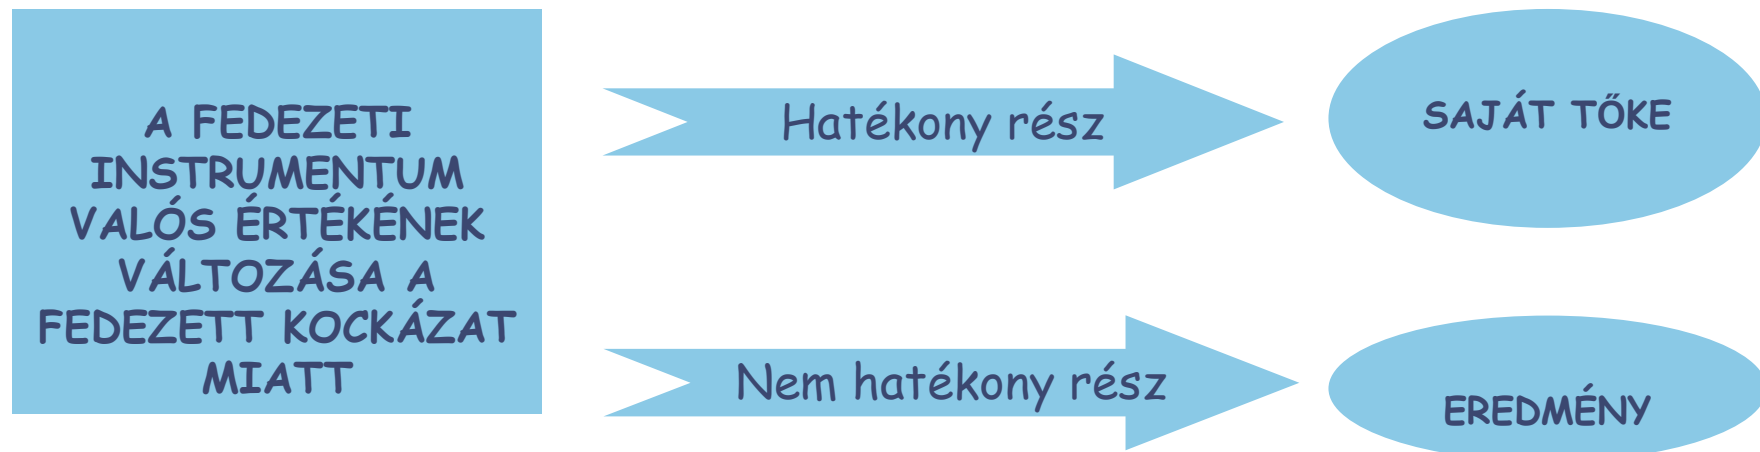 A FEDEZETI
INSTRUMENTUM
VALÓS ÉRTÉKÉNEK
VÁLTOZÁSA A
FEDEZETT KOCKÁZAT
MIATT
Hatékony rész
SAJÁT TŐKE
Nem hatékony rész
EREDMÉNY